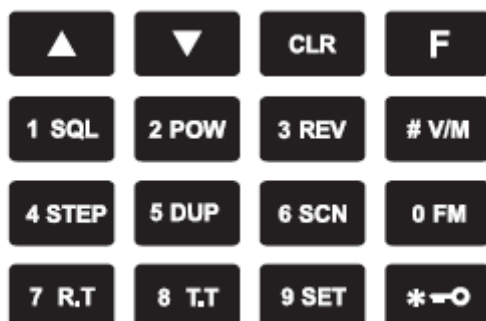 ▲ ▼ CLR F
1 SQL 2 POW 3 REV # V/M
4 STEP 5 DUP 6 SCN 0 FM
7 R.T 8 T.T 9 SET *